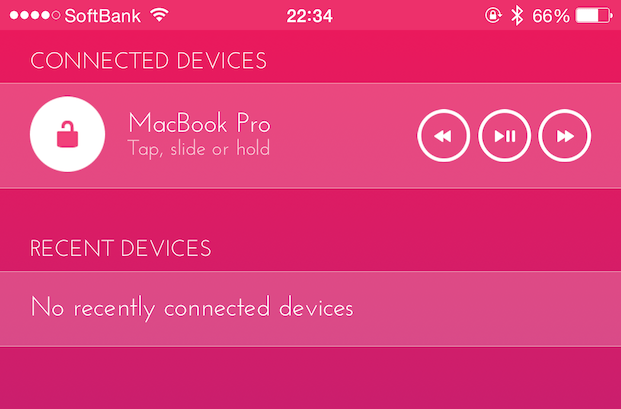 SoftBank 22:34 66%
CONNECTED DEVICES
MacBook Pro
Tap, slide or hold
RECENT DEVICES
No recently connected devices